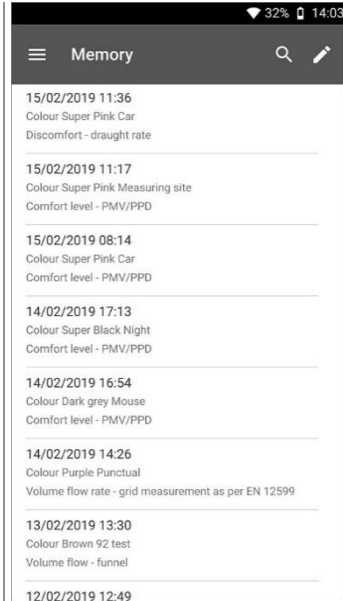 32% 14:03
Memory
15/02/2019 11:36
Colour Super Pink Car
Discomfort - draught rate
15/02/2019 11:17
Colour Super Pink Measuring site
Comfort level - PMV/PPD
15/02/2019 08:14
Colour Super Pink Car
Comfort level - PMV/PPD
14/02/2019 17:13
Colour Super Black Night
Comfort level - PMV/PPD
14/02/2019 16:54
Colour Dark grey Mouse
Comfort level - PMV/PPD
14/02/2019 14:26
Colour Purple Punctual
Volume flow rate - grid measurement as per EN 12599
13/02/2019 13:30
Colour Brown 92 test
Volume flow - funnel
12/02/2019 12:49